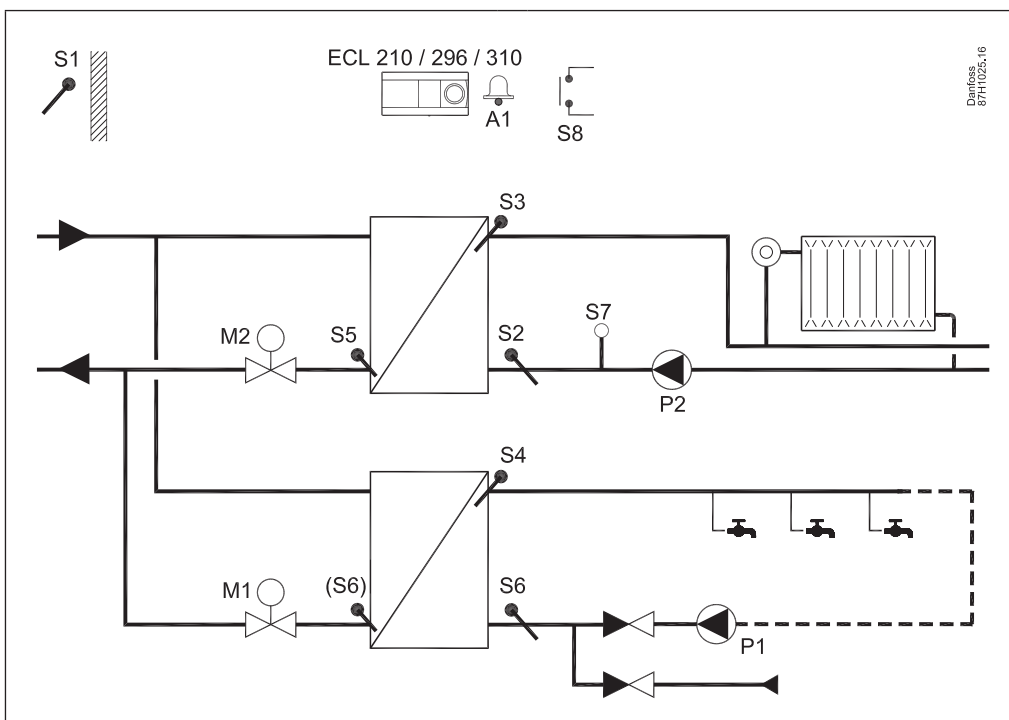 S1
ECL 210 / 296 / 310
A1
S8
Danfoss
87H1025.16
S3
M2
S5
S2
S7
P2
S4
M1
(S6)
S6
P1